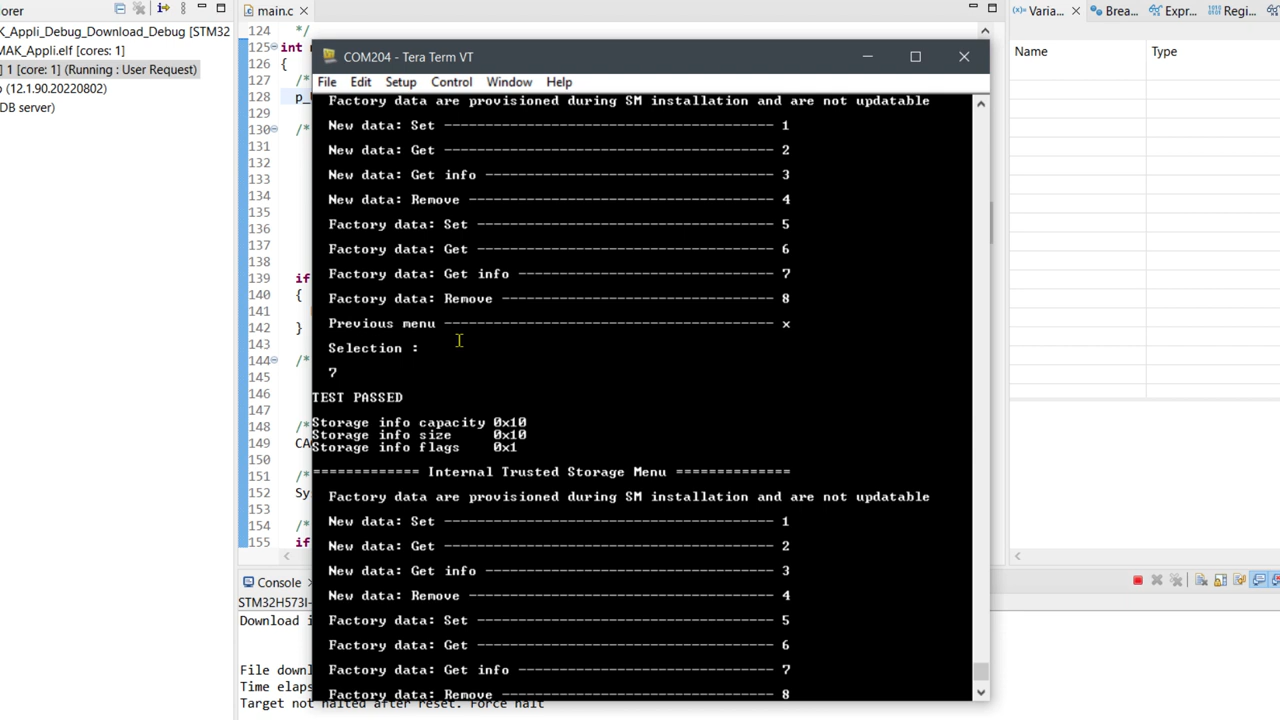 orer
main.c
Varia...
Brea...
Expr...
Regi...
K_Appli_Debug_Download_Debug [STM32
MAK_Appli.elf [cores: 1]
] 1 [core: 1] (Running : User Request)
(12.1.90.20220802)
DB server)
124 */
125 int
126 {
127 /*
128 p_
129
130 /*
131
132
133
134
135
136
137
138
139 if
140 {
141
142 }
143
144 /*
145
146
147
148 /*
149 CA
150
151 /*
152 Sys
153
154 /*
155 if
COM204 - Tera Term VT
File Edit Setup Control Window Help
Factory data are provisioned during SM installation and are not updatable
New data: Set ---------------------------------------- 1
New data: Get ---------------------------------------- 2
New data: Get info ----------------------------------- 3
New data: Remove ------------------------------------- 4
Factory data: Set ------------------------------------ 5
Factory data: Get ------------------------------------ 6
Factory data: Get info ------------------------------- 7
Factory data: Remove --------------------------------- 8
Previous menu ---------------------------------------- x
Selection :
7
TEST PASSED
Storage info capacity 0x10
Storage info size 0x10
Storage info flags 0x1
============= Internal Trusted Storage Menu ==============
Factory data are provisioned during SM installation and are not updatable
New data: Set ---------------------------------------- 1
New data: Get ---------------------------------------- 2
New data: Get info ----------------------------------- 3
New data: Remove ------------------------------------- 4
Factory data: Set ------------------------------------ 5
Factory data: Get ------------------------------------ 6
Factory data: Get info ------------------------------- 7
Factory data: Remove --------------------------------- 8
Name Type
Console
STM32H573I-
Download i
File downl
Time elaps
Target not halted after reset. Force halt